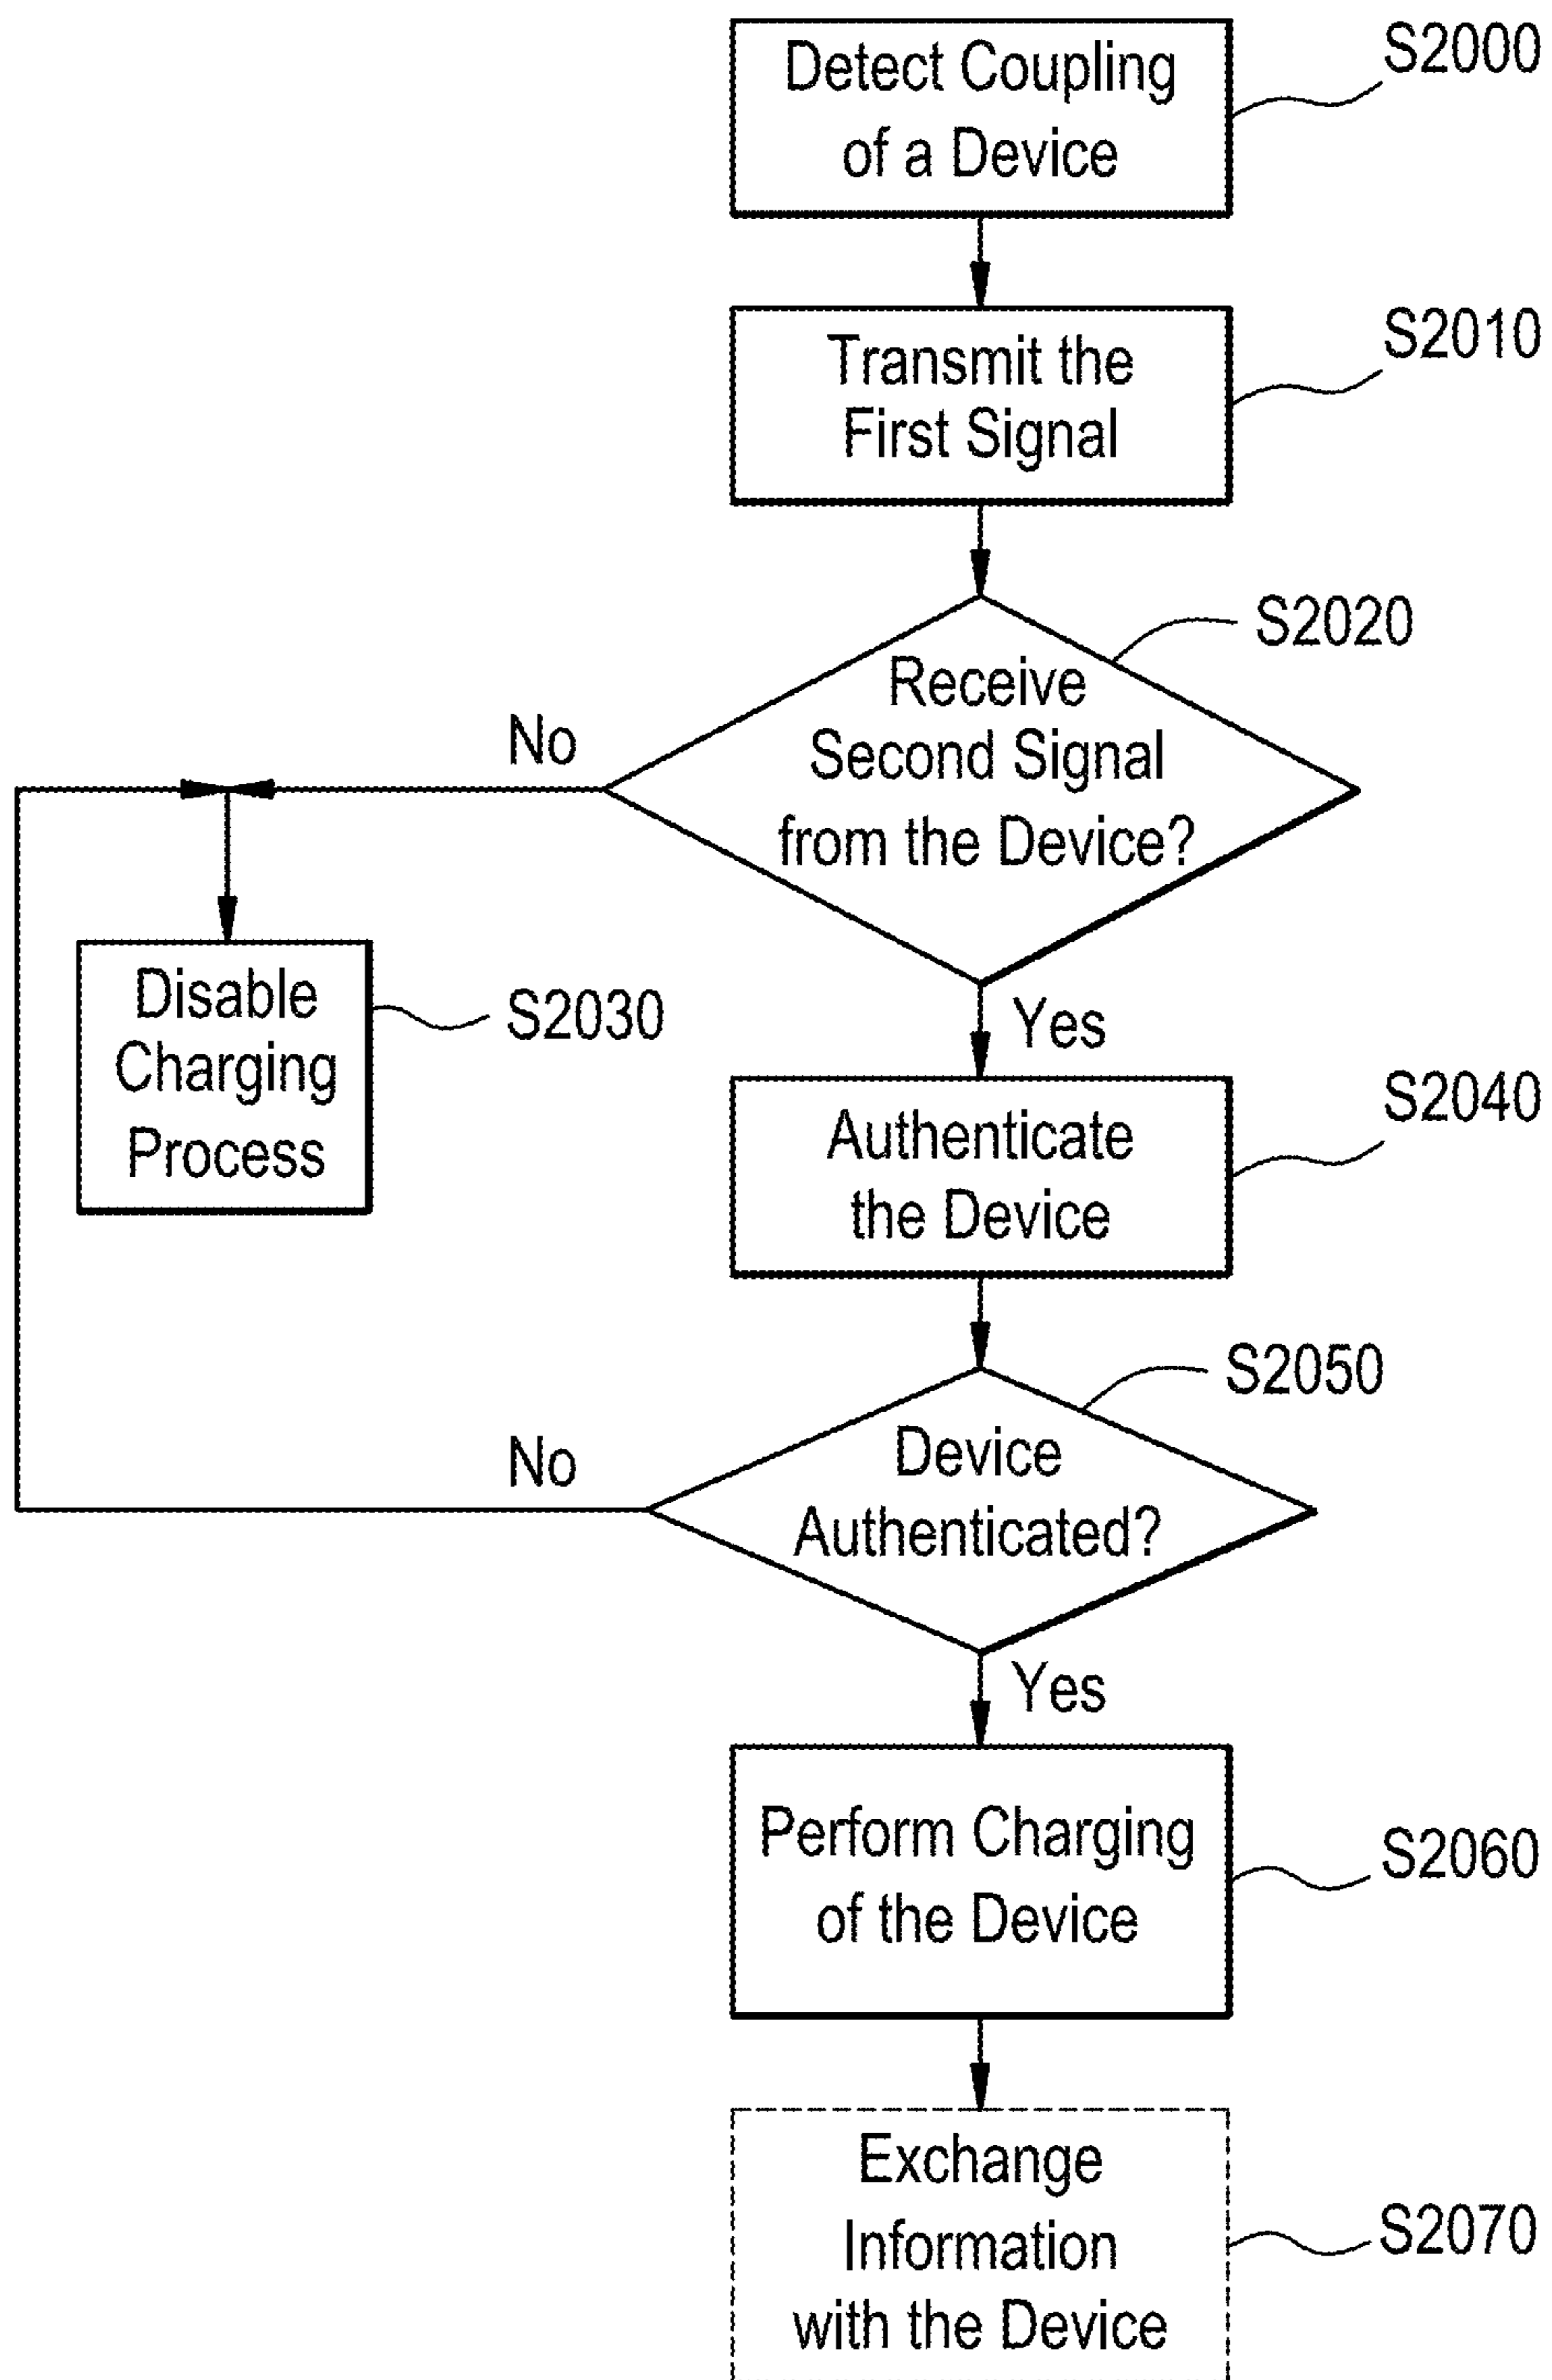 Detect Coupling
of a Device
S2000
Transmit the
First Signal
S2010
Receive
Second Signal
from the Device?
S2020
No
Disable
Charging
Process
S2030
Yes
Authenticate
the Device
S2040
Device
Authenticated?
S2050
No
Yes
Perform Charging
of the Device
S2060
Exchange
Information
with the Device
S2070